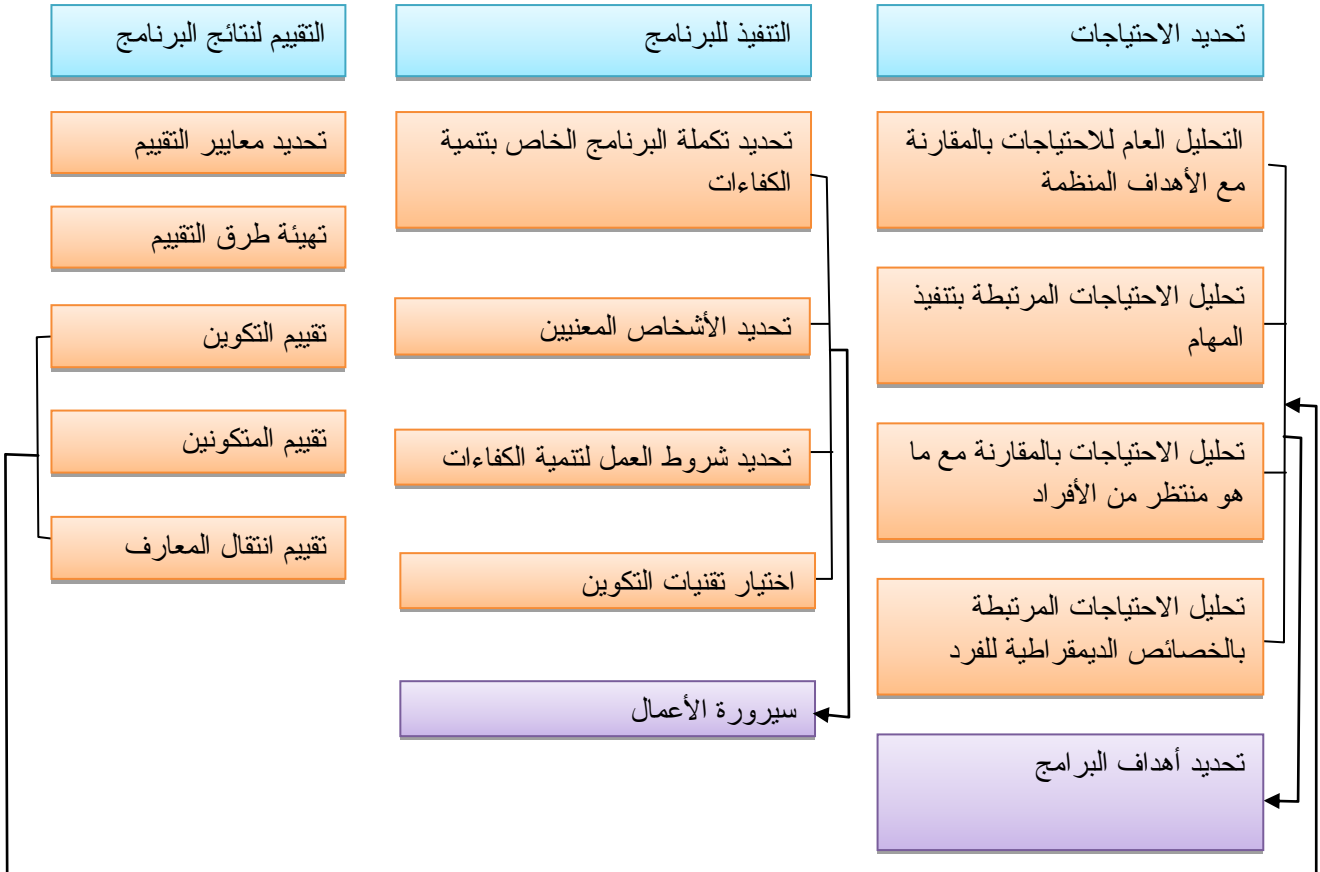 تحديد الاحتياجات
التحليل العام للاحتياجات بالمقارنة
مع الأهداف المنظمة
تحليل الاحتياجات المرتبطة بتنفيذ
المهام
تحليل الاحتياجات بالمقارنة مع ما
هو منتظر من الأفراد
تحليل الاحتياجات المرتبطة
بالخصائص الديمقراطية للفرد
تحديد أهداف البرامج
التنفيذ للبرنامج
تحديد تكملة البرنامج الخاص بتنمية
الكفاءات
تحديد الأشخاص المعنيين
تحديد شروط العمل لتنمية الكفاءات
اختيار تقنيات التكوين
سيرورة الأعمال
التقييم لنتائج البرنامج
تحديد معايير التقييم
تهيئة طرق التقييم
تقييم التكوين
تقييم المتكونين
تقييم انتقال المعارف